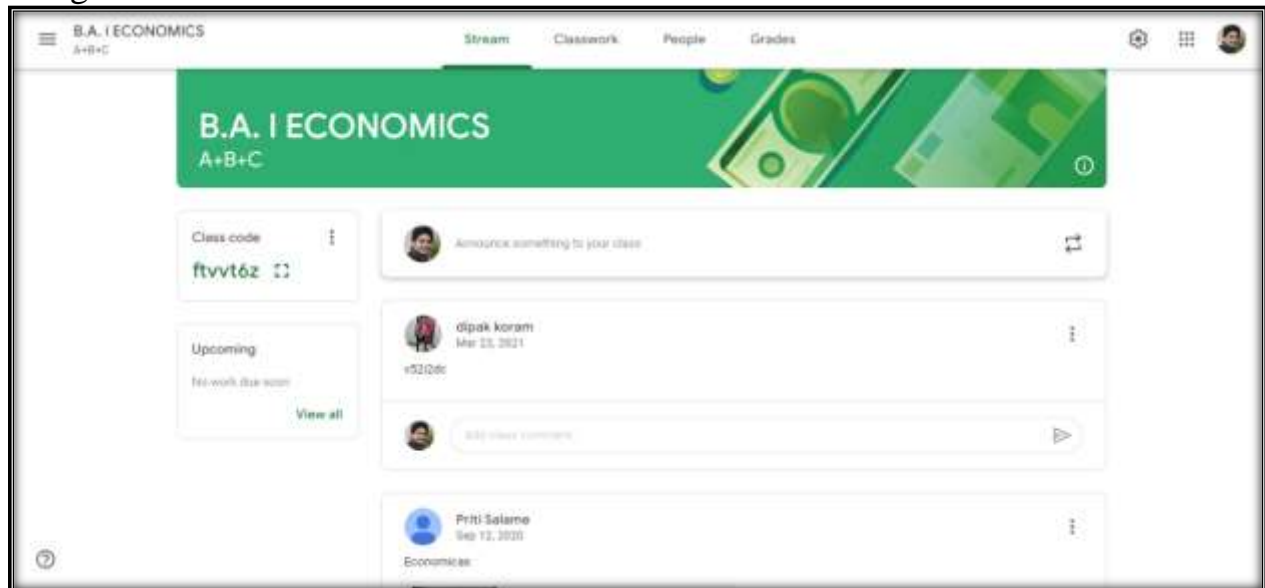 B.A. I ECONOMICS
A+B+C
Stream Classwork People Grades
B.A. I ECONOMICS
A+B+C
Class code
ftvvt6z
Announce something to your class
dipak koram
Mar 23, 2021
v52i2dc
Upcoming
No work due soon
View all
Add class comment
Priti Salame
Sep 12, 2020
Economicas